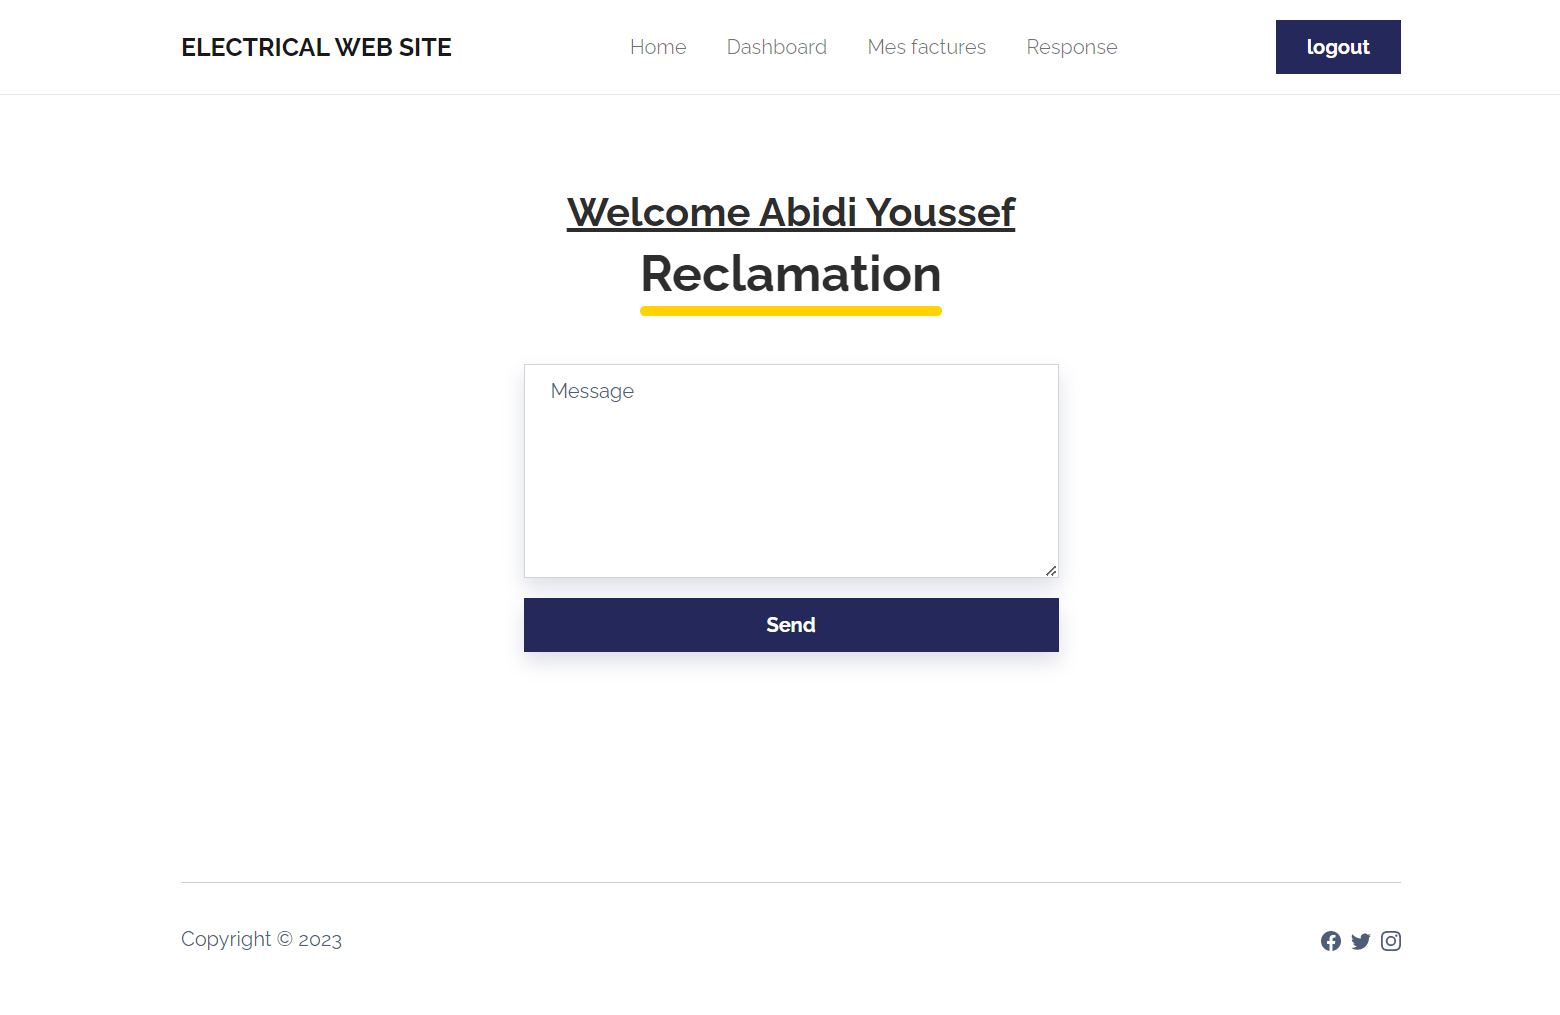 ELECTRICAL WEB SITE
Home
Dashboard
Mes factures
Response
logout
Welcome Abidi Youssef
Reclamation
Message
Send
Copyright © 2023